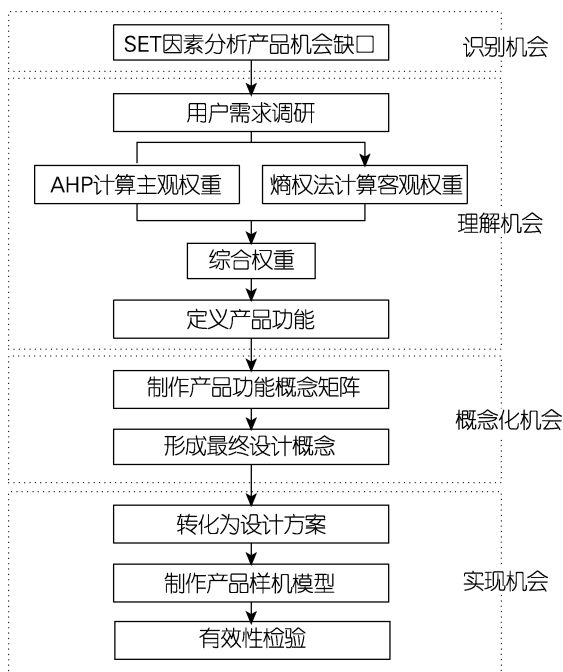 SET因素分析产品机会缺口
识别机会
用户需求调研
AHP计算主观权重
熵权法计算客观权重
理解机会
综合权重
定义产品功能
制作产品功能概念矩阵
概念化机会
形成最终设计概念
转化为设计方案
制作产品样机模型
实现机会
有效性检验